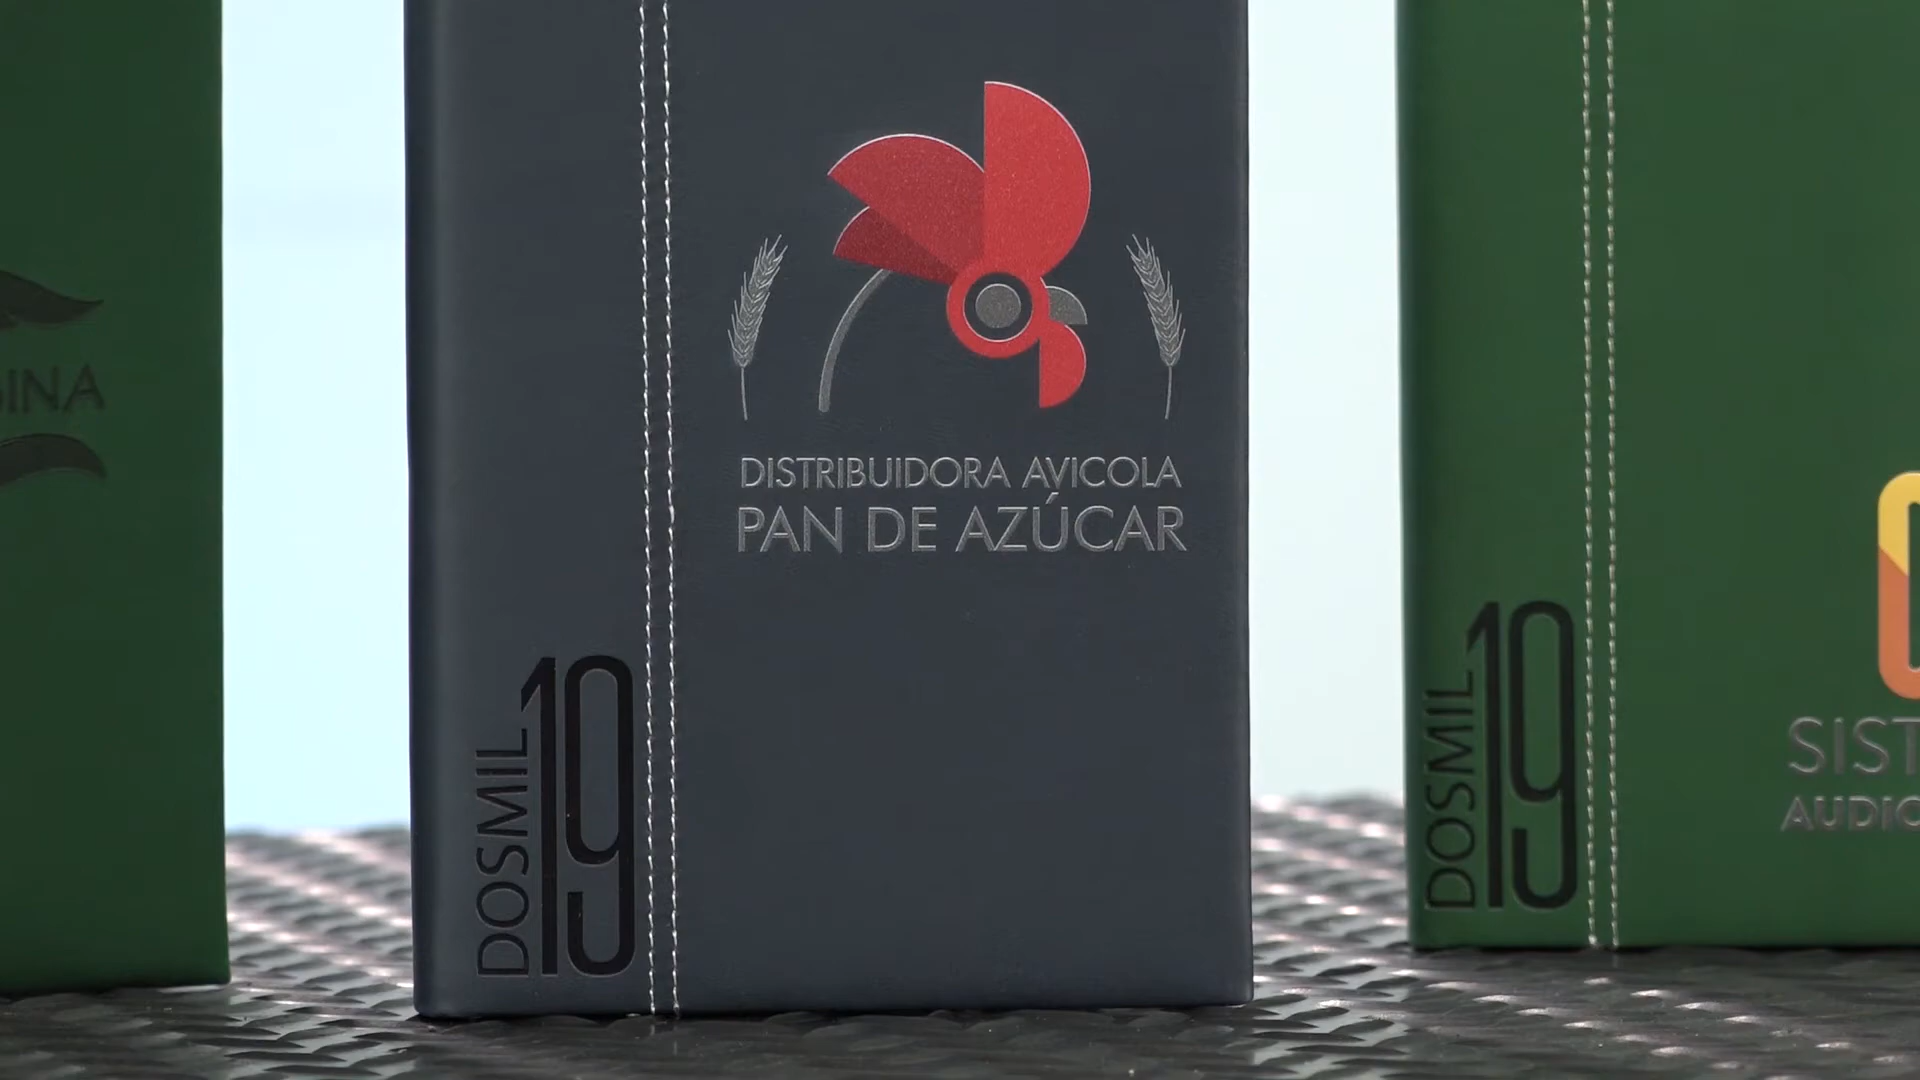 DISTRIBUIDORA AVICOLA
PAN DE AZÚCAR
DOSMIL
19
DOSMIL
19